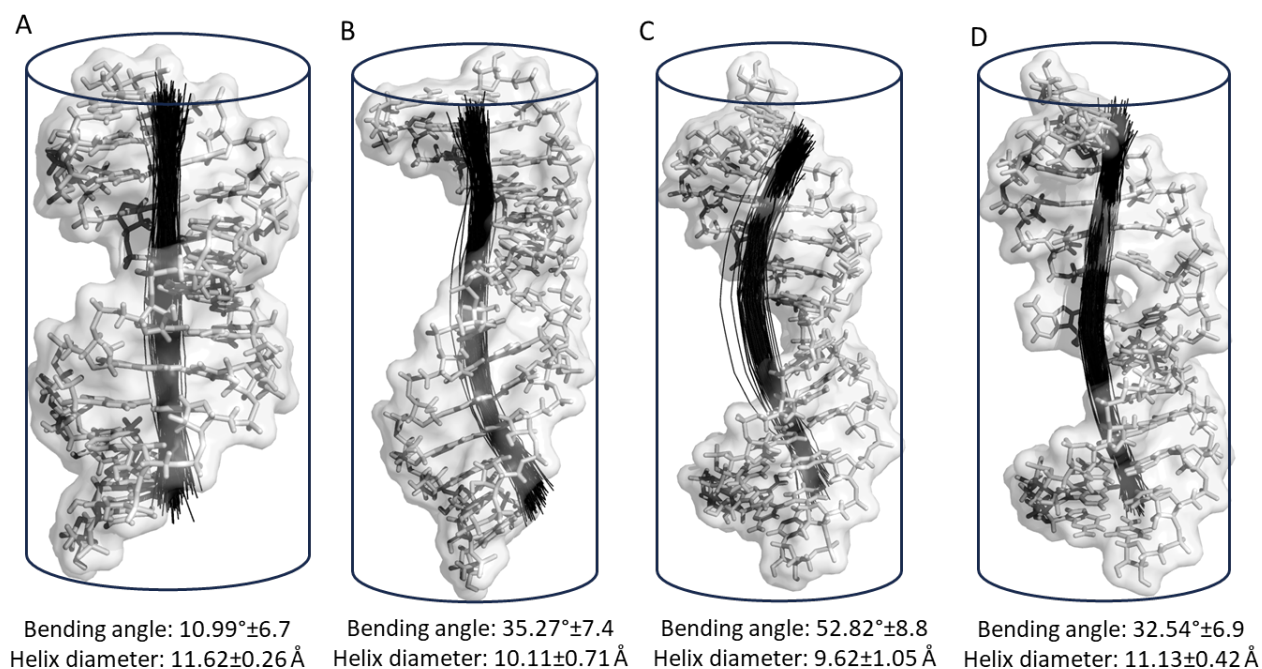 A
B
C
D
Bending angle: 10.99°±6.7
Helix diameter: 11.62±0.26 Å
Bending angle: 35.27°±7.4
Helix diameter: 10.11±0.71 Å
Bending angle: 52.82°±8.8
Helix diameter: 9.62±1.05 Å
Bending angle: 32.54°±6.9
Helix diameter: 11.13±0.42 Å